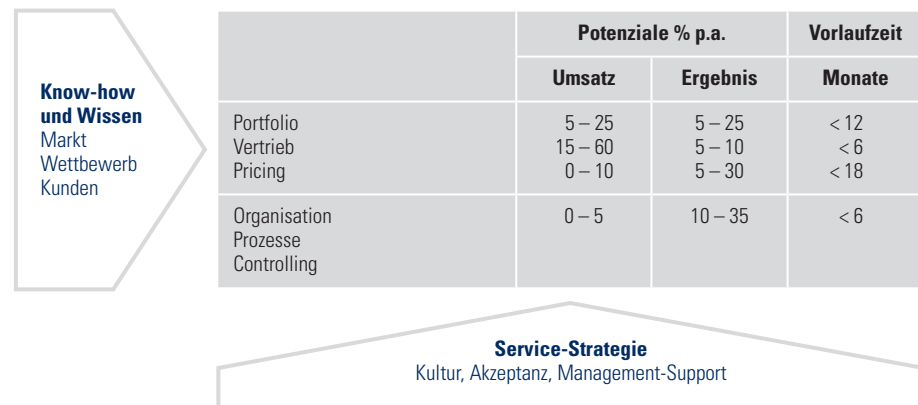 Know-how
und Wissen
Markt
Wettbewerb
Kunden
Potenziale % p.a. Vorlaufzeit
Umsatz Ergebnis Monate
Portfolio 5 – 25 5 – 25 < 12
Vertrieb 15 – 60 5 – 10 < 6
Pricing 0 – 10 5 – 30 < 18
Organisation 0 – 5 10 – 35 < 6
Prozesse
Controlling
Service-Strategie
Kultur, Akzeptanz, Management-Support